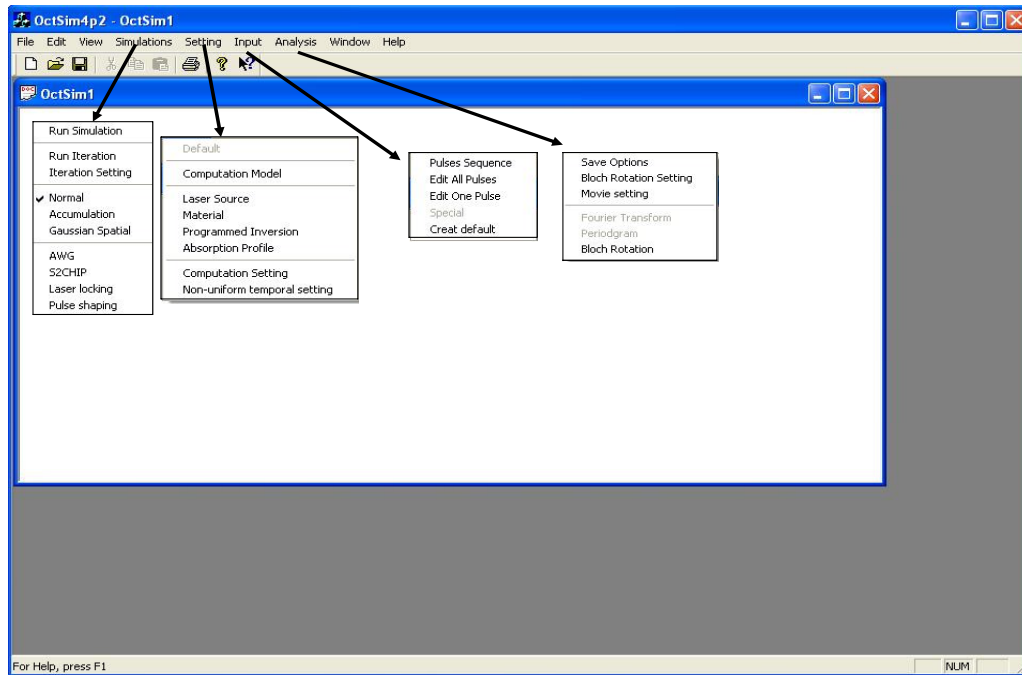 OctSim4p2 - OctSim1
File Edit View Simulations Setting Input Analysis Window Help
OctSim1
Run Simulation
Run Iteration
Iteration Setting
Normal
Accumulation
Gaussian Spatial
AWG
S2CHIP
Laser locking
Pulse shaping
Default
Computation Model
Laser Source
Material
Programmed Inversion
Absorption Profile
Computation Setting
Non-uniform temporal setting
Pulses Sequence
Edit All Pulses
Edit One Pulse
Special
Creat default
Save Options
Bloch Rotation Setting
Movie setting
Fourier Transform
Periodgram
Bloch Rotation
For Help, press F1
NUM